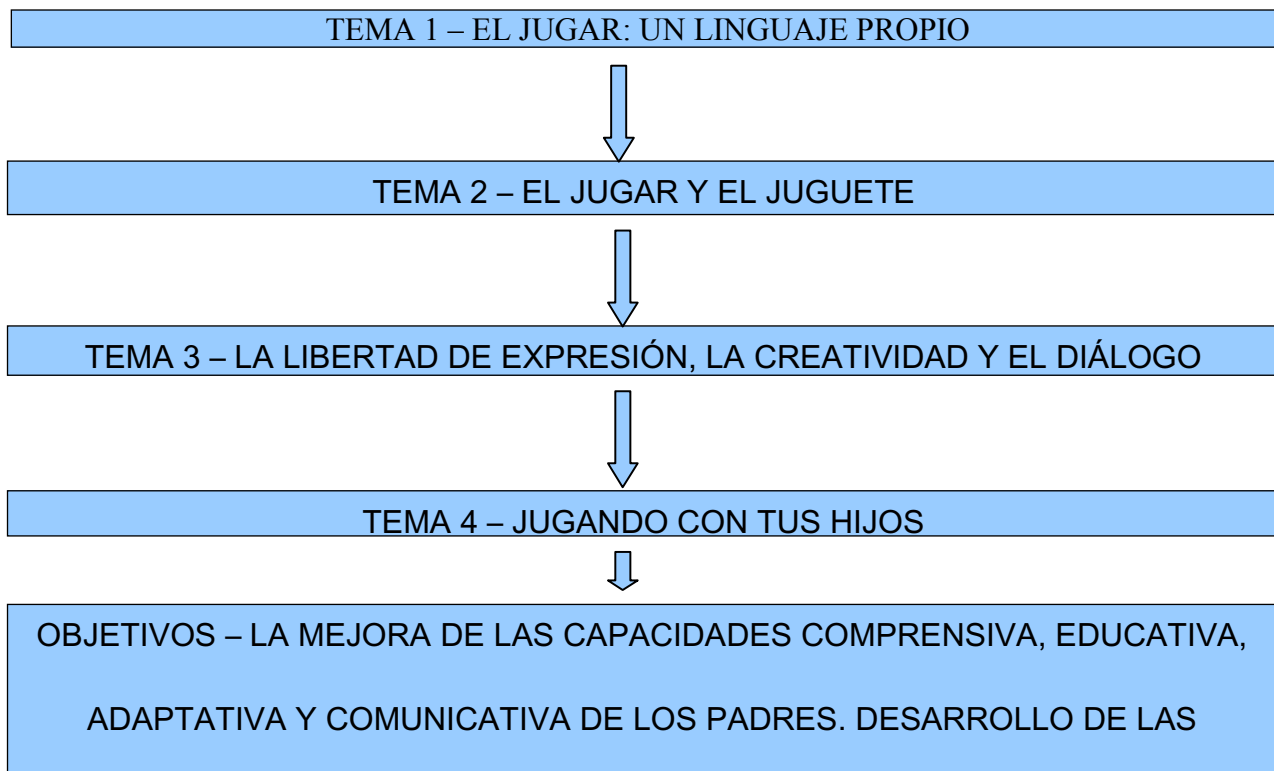 TEMA 1 – EL JUGAR: UN LINGUAJE PROPIO
TEMA 2 – EL JUGAR Y EL JUGUETE
TEMA 3 – LA LIBERTAD DE EXPRESIÓN, LA CREATIVIDAD Y EL DIÁLOGO
TEMA 4 – JUGANDO CON TUS HIJOS
OBJETIVOS – LA MEJORA DE LAS CAPACIDADES COMPRENSIVA, EDUCATIVA,
ADAPTATIVA Y COMUNICATIVA DE LOS PADRES. DESARROLLO DE LAS